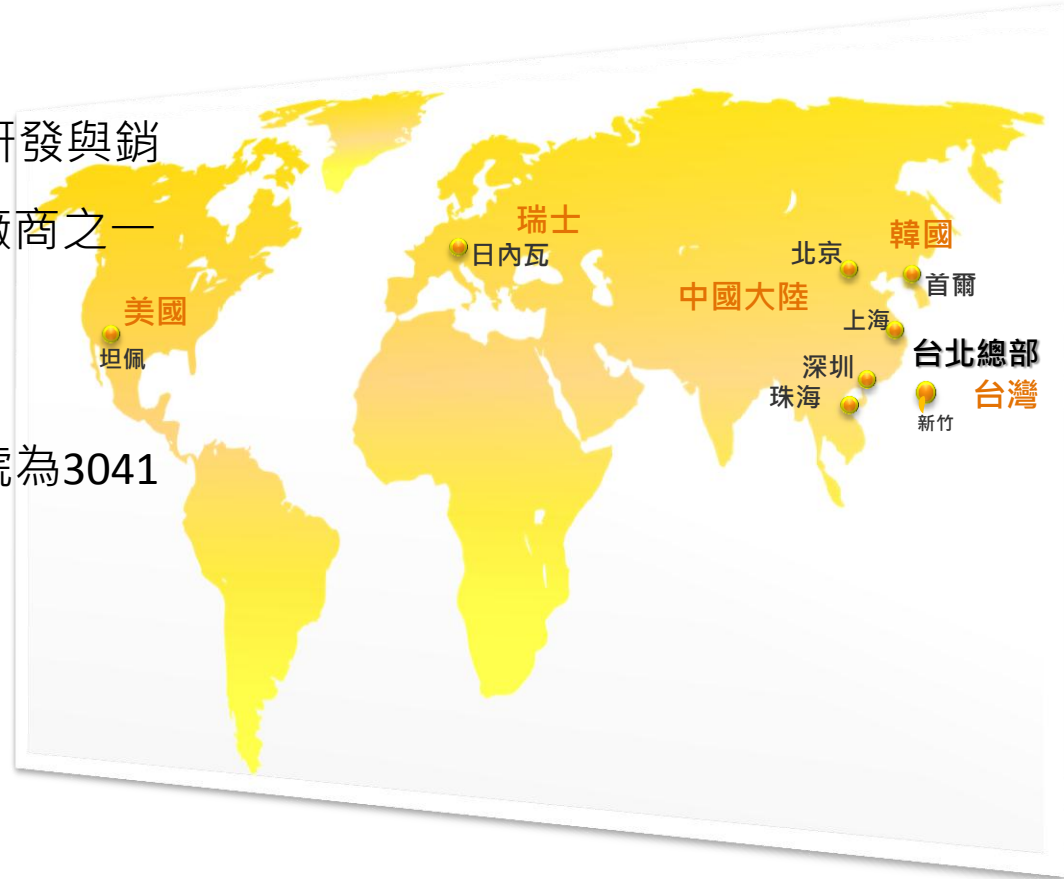 研發與銷
廠商之一
號為3041
美國
坦佩
瑞士
日內瓦
中國大陸
北京
韓國
首爾
上海
深圳
珠海
台北總部
台灣
新竹